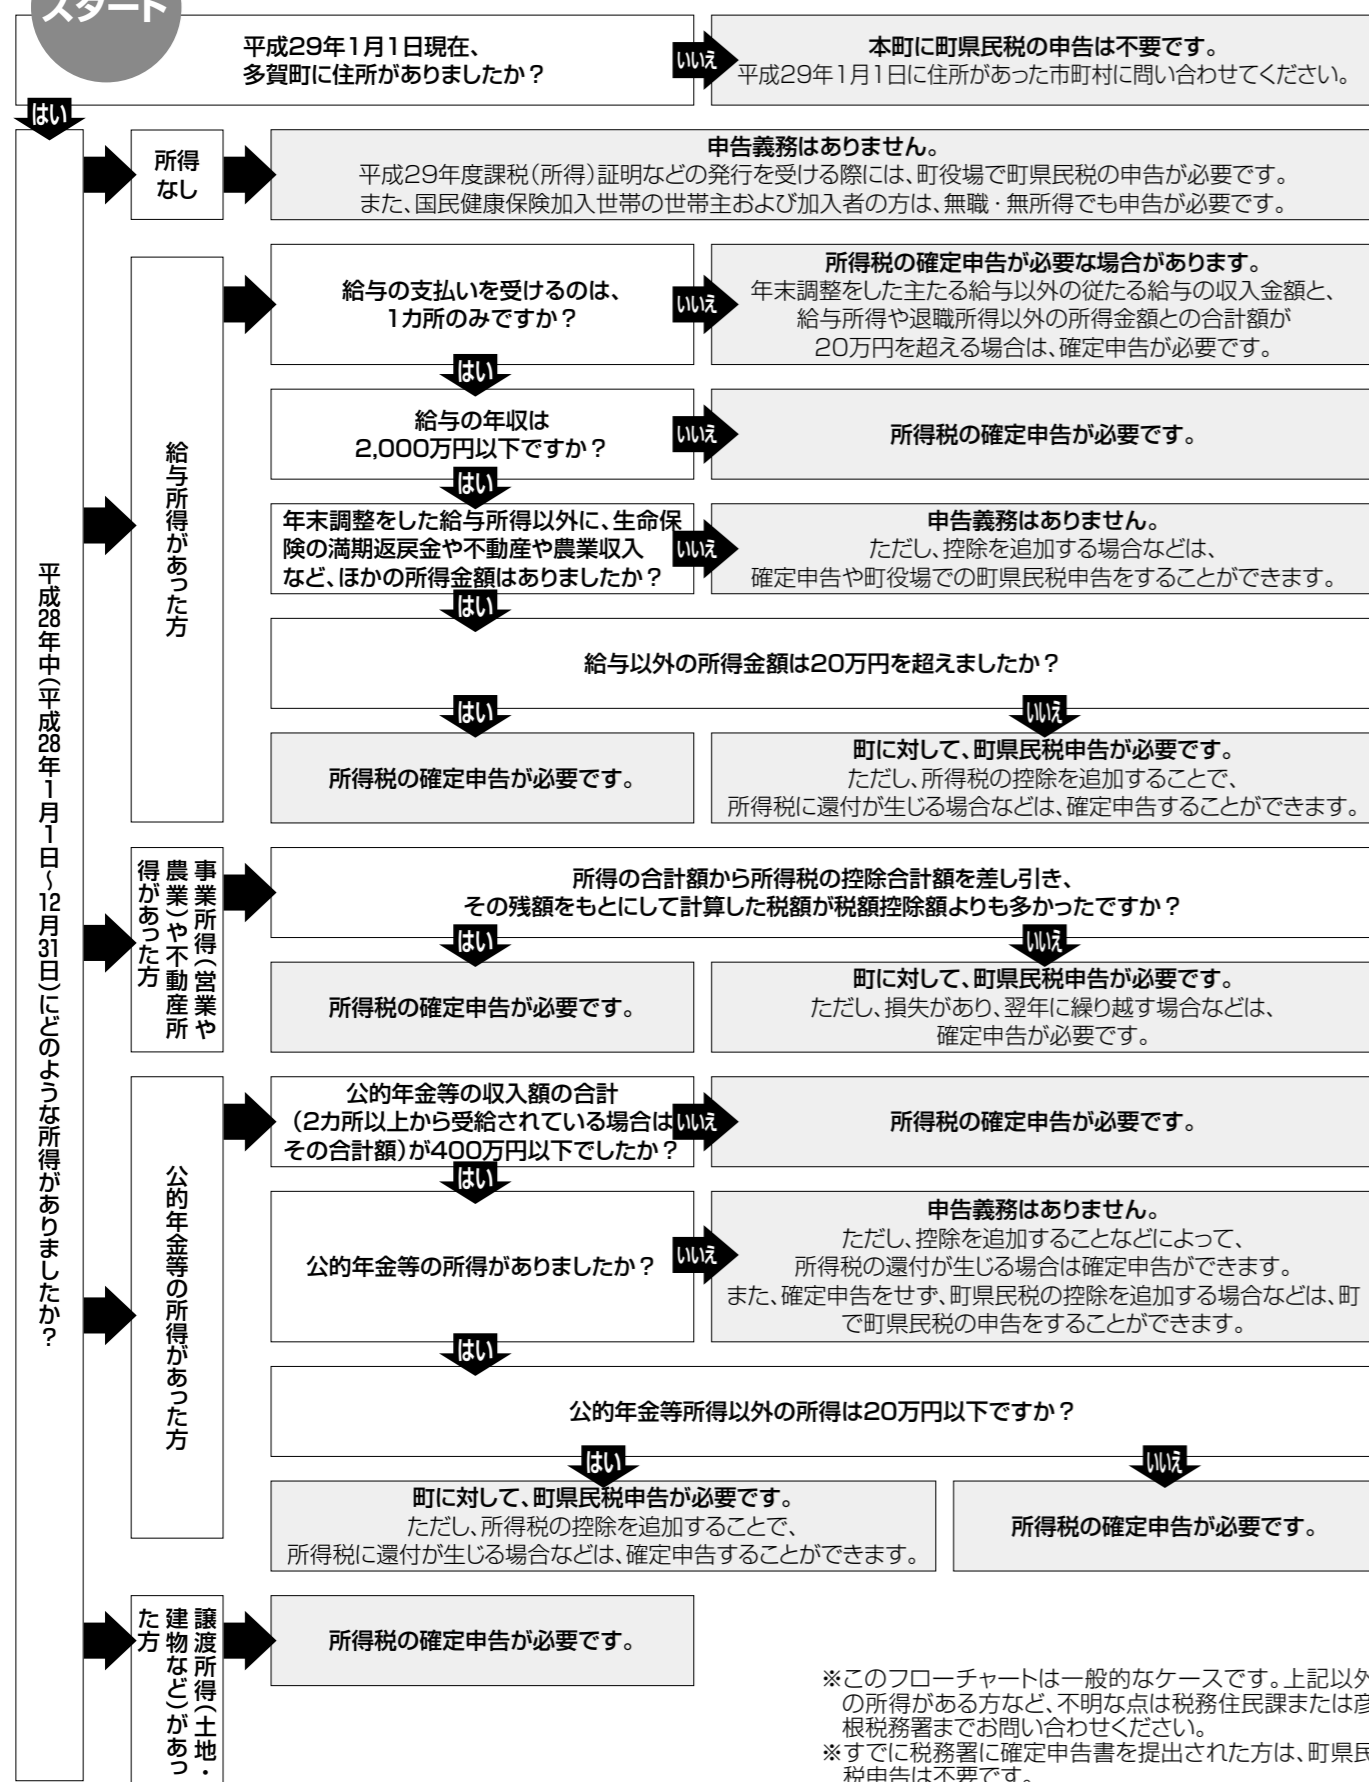 スタート
平成29年1月1日現在、
多賀町に住所がありましたか？
いいえ
本町に町県民税の申告は不要です。
平成29年1月1日に住所があった市町村に問い合わせてください。
はい
平成28年中（平成28年1月1日～12月31日）にどのような所得がありましたか？
所得
なし
申告義務はありません。
平成29年度課税（所得）証明などの発行を受ける際には、町役場で町県民税の申告が必要です。
また、国民健康保険加入世帯の世帯主および加入者の方は、無職・無所得でも申告が必要です。
給与所得があった方
給与の支払いを受けるのは、
1カ所のみですか？
いいえ
所得税の確定申告が必要な場合があります。
年末調整をした主たる給与以外の従たる給与の収入金額と、
給与所得や退職所得以外の所得金額との合計額が
20万円を超える場合は、確定申告が必要です。
はい
給与の年収は
2,000万円以下ですか？
いいえ
所得税の確定申告が必要です。
はい
年末調整をした給与所得以外に、生命保
険の満期返戻金や不動産や農業収入
など、ほかの所得金額はありましたか？
いいえ
申告義務はありません。
ただし、控除を追加する場合などは、
確定申告や町役場での町県民税申告をすることができます。
はい
給与以外の所得金額は20万円を超えましたか？
はい
いいえ
所得税の確定申告が必要です。
町に対して、町県民税申告が必要です。
ただし、所得税の控除を追加することで、
所得税に還付が生じる場合などは、確定申告することができます。
事業所得（営業や
農業）や不動産所
得があった方
所得の合計額から所得税の控除合計額を差し引き、
その残額をもとにして計算した税額が税額控除額よりも多かったですか？
はい
いいえ
所得税の確定申告が必要です。
町に対して、町県民税申告が必要です。
ただし、損失があり、翌年に繰り越す場合などは、
確定申告が必要です。
公的年金等の所得があった方
公的年金等の収入額の合計
（2カ所以上から受給されている場合は
その合計額）が400万円以下でしたか？
いいえ
所得税の確定申告が必要です。
はい
公的年金等の所得がありましたか？
いいえ
申告義務はありません。
ただし、控除を追加することなどによって、
所得税の還付が生じる場合は確定申告ができます。
また、確定申告をせず、町県民税の控除を追加する場合などは、町
で町県民税の申告をすることができます。
はい
公的年金等所得以外の所得は20万円以下ですか？
はい
いいえ
町に対して、町県民税申告が必要です。
ただし、所得税の控除を追加することで、
所得税に還付が生じる場合などは、確定申告することができます。
所得税の確定申告が必要です。
譲渡所得（土地・
建物など）があっ
た方
所得税の確定申告が必要です。
※このフローチャートは一般的なケースです。上記以外
の所得がある方など、不明な点は税務住民課または彦
根税務署までお問い合わせください。
※すでに税務署に確定申告書を提出された方は、町県民
税申告は不要です。